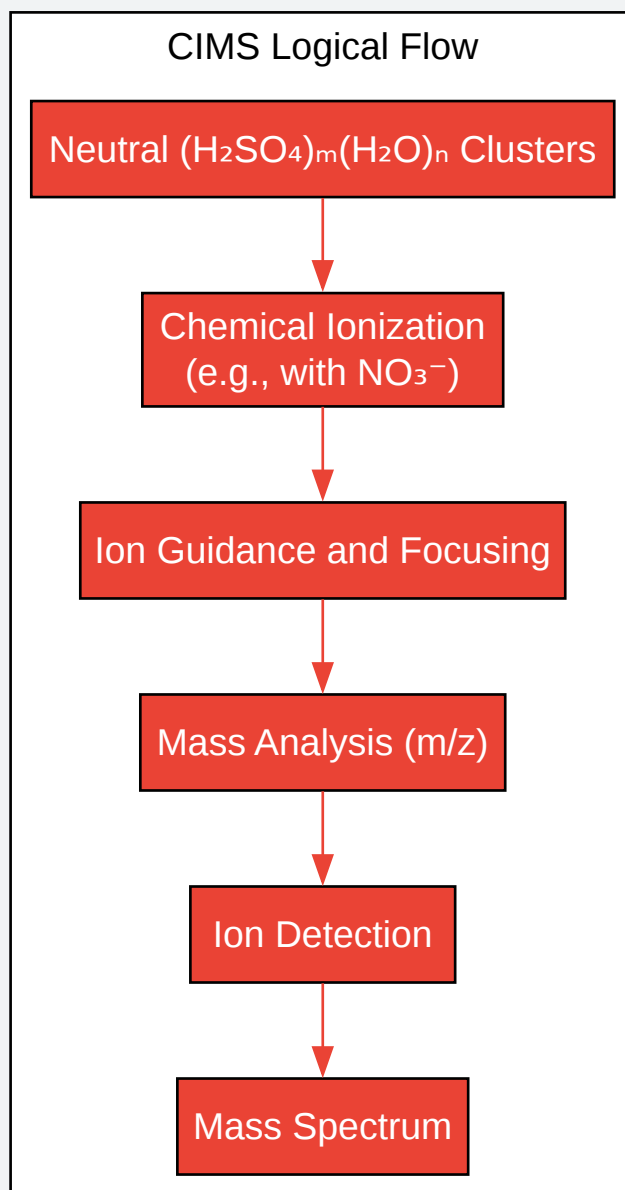 CIMS Logical Flow
Neutral (H₂SO₄)ₘ(H₂O)ₙ Clusters
Chemical Ionization
(e.g., with NO₃⁻)
Ion Guidance and Focusing
Mass Analysis (m/z)
Ion Detection
Mass Spectrum